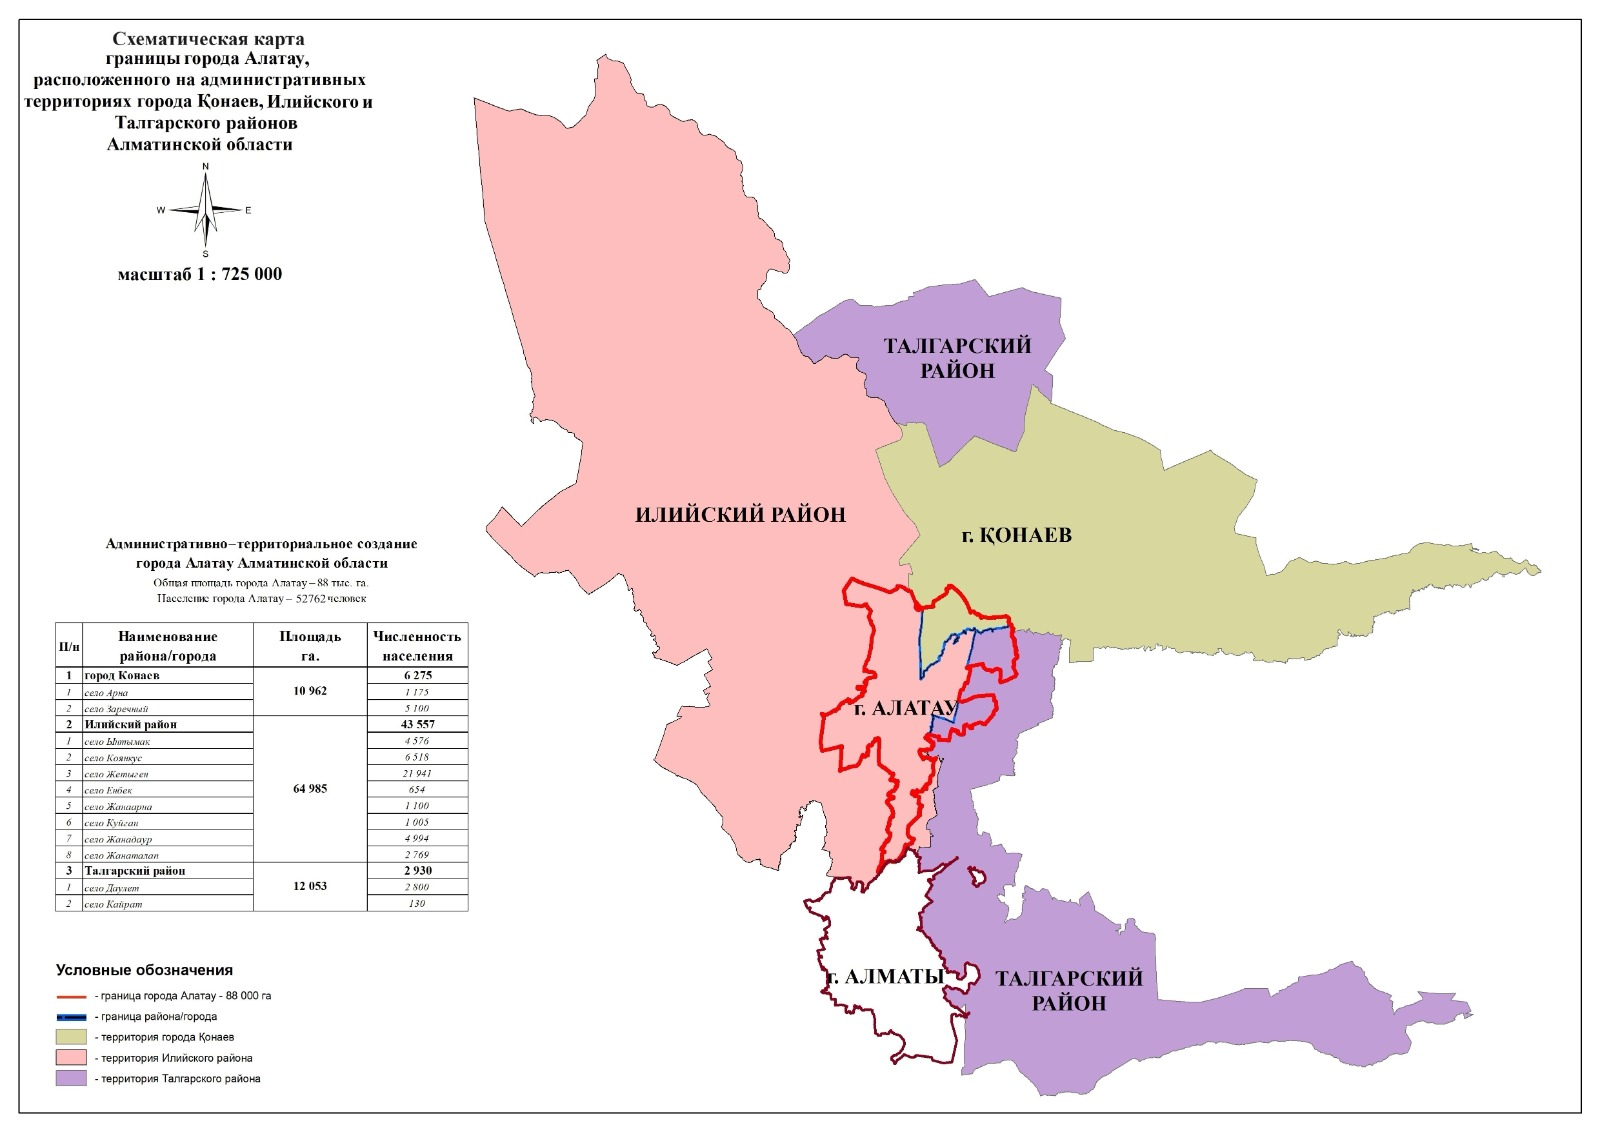 Схематическая карта
границы города Алатау,
расположенного на административных
территориях города Қонаев, Илийского и
Талгарского районов
Алматинской области
N
W E
S
масштаб 1 : 725 000
ТАЛГАРСКИЙ
РАЙОН
ИЛИЙСКИЙ РАЙОН
г. ҚОНАЕВ
г. АЛАТАУ
г. АЛМАТЫ
ТАЛГАРСКИЙ
РАЙОН
Административно–территориальное создание
города Алатау Алматинской области
Общая площадь города Алатау – 88 тыс. га.
Население города Алатау – 52762 человек
П/н Наименование района/города Площадь га. Численность населения
1 город Конаев 10 962 6 275
1 село Арна 1 175
2 село Заречный 5 100
2 Илийский район 64 985 43 557
1 село Ынтымак 4 576
2 село Коянкус 6 518
3 село Жетыген 21 941
4 село Енбек 654
5 село Жанаарна 1 100
6 село Куйган 1 005
7 село Жанадаур 4 994
8 село Жанаталап 2 769
3 Талгарский район 12 053 2 930
1 село Даулет 2 800
2 село Кайрат 130
Условные обозначения
- граница города Алатау - 88 000 га
- граница района/города
- территория города Қонаев
- территория Илийского района
- территория Талгарского района